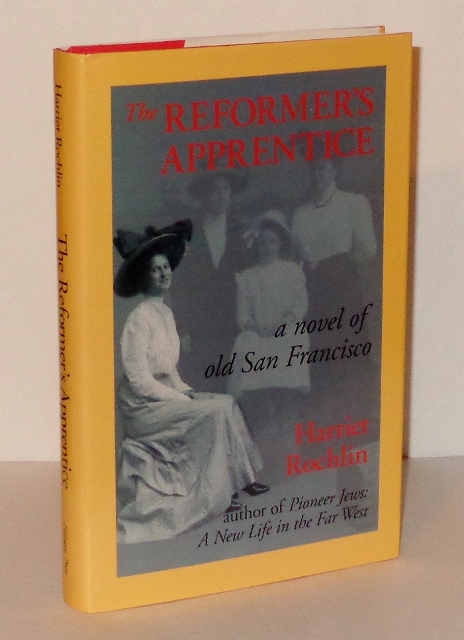 The REFORMER'S
APPRENTICE
a novel of
old San Francisco
Harriet
Rochlin
author of Pioneer Jews:
A New Life in the Far West
Harriet Rochlin
The Reformer's Apprentice